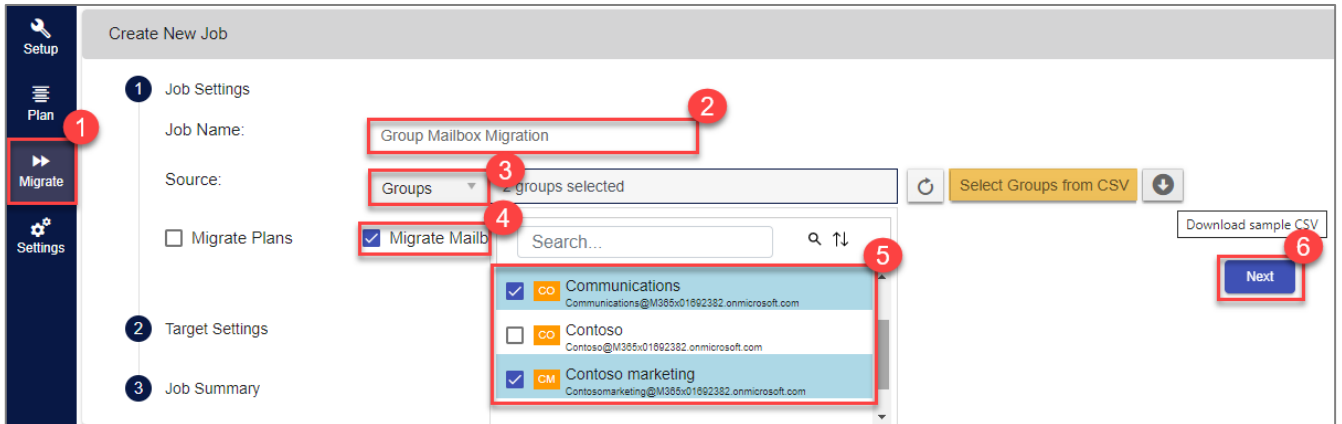 Setup
Plan
1
Migrate
Settings
Create New Job
1 Job Settings
Job Name:
Group Mailbox Migration
2
Source:
Groups
3
2 groups selected
Select Groups from CSV
Download sample CSV
Migrate Plans
Migrate Mailb
4
Search...
5
CO Communications
Communications@M365x01692382.onmicrosoft.com
CO Contoso
Contoso@M365x01692382.onmicrosoft.com
CM Contoso marketing
Contosomarketing@M365x01692382.onmicrosoft.com
6
Next
2 Target Settings
3 Job Summary